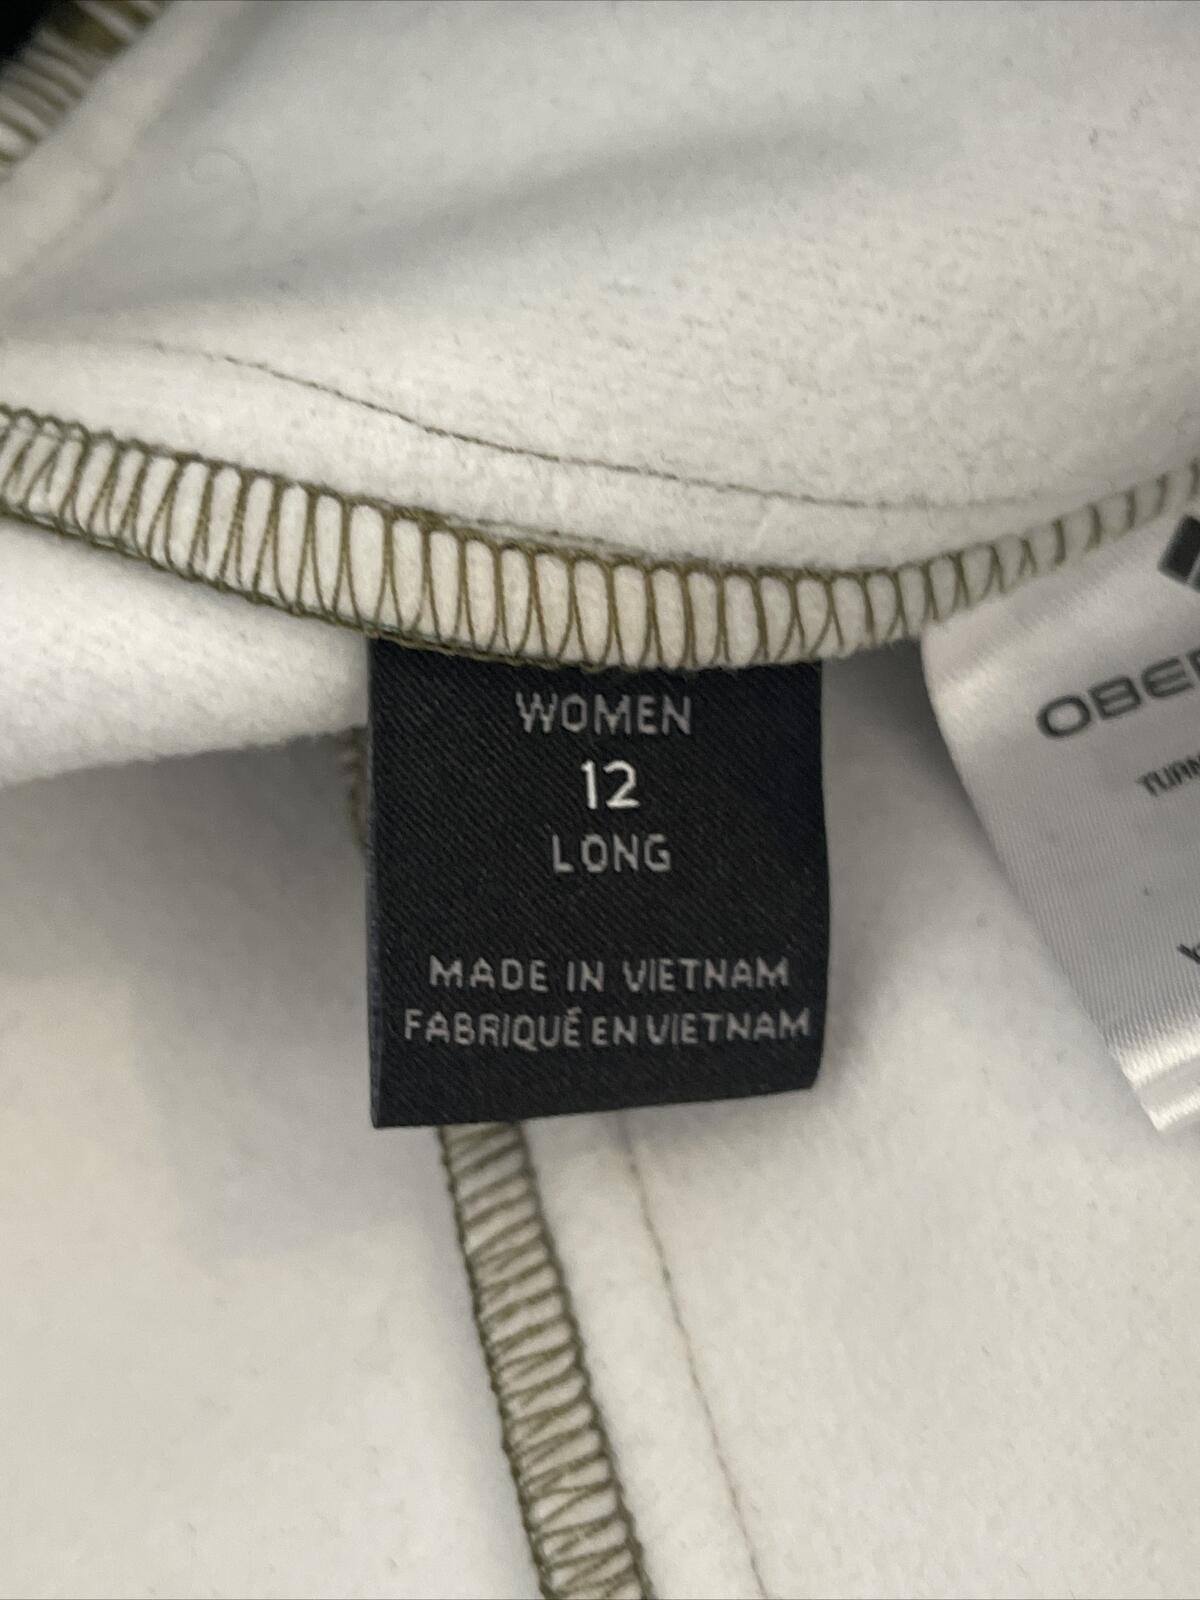 WOMEN
12
LONG
MADE IN VIETNAM
FABRIQUÉ EN VIETNAM